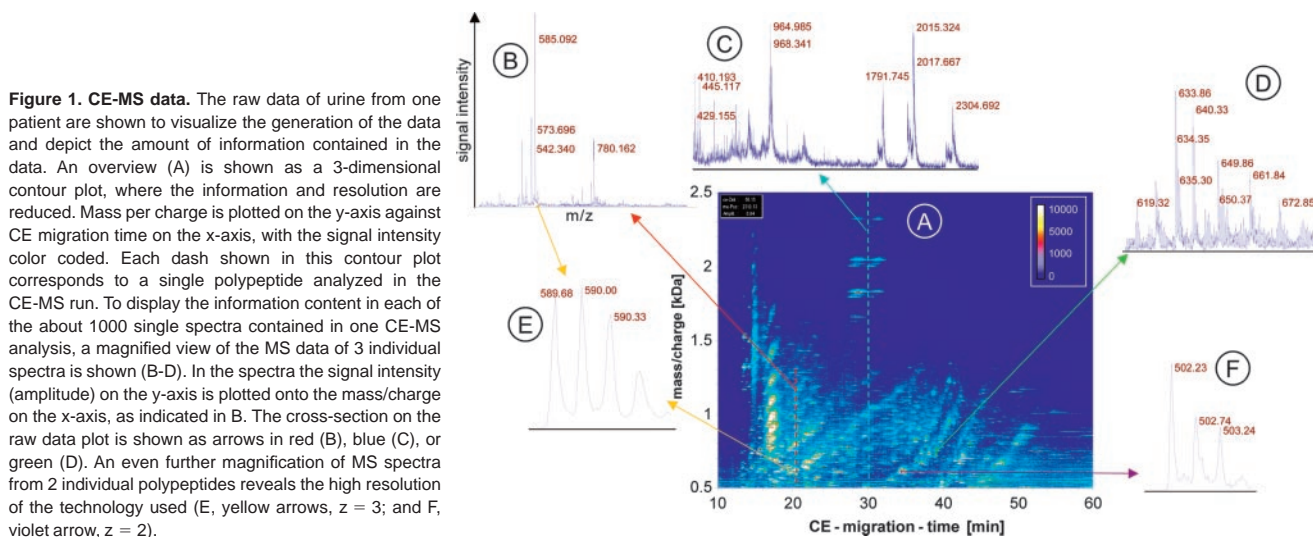 Figure 1. CE-MS data. The raw data of urine from one
patient are shown to visualize the generation of the data
and depict the amount of information contained in the
data. An overview (A) is shown as a 3-dimensional
contour plot, where the information and resolution are
reduced. Mass per charge is plotted on the y-axis against
CE migration time on the x-axis, with the signal intensity
color coded. Each dash shown in this contour plot
corresponds to a single polypeptide analyzed in the
CE-MS run. To display the information content in each of
the about 1000 single spectra contained in one CE-MS
analysis, a magnified view of the MS data of 3 individual
spectra is shown (B-D). In the spectra the signal intensity
(amplitude) on the y-axis is plotted onto the mass/charge
on the x-axis, as indicated in B. The cross-section on the
raw data plot is shown as arrows in red (B), blue (C), or
green (D). An even further magnification of MS spectra
from 2 individual polypeptides reveals the high resolution
of the technology used (E, yellow arrows, z = 3; and F,
violet arrow, z = 2).
B
signal intensity
585.092
573.696
542.340
780.162
m/z
C
410.193
445.117
429.155
964.985
968.341
1791.745
2015.324
2017.667
2304.692
D
633.86
640.33
634.35
635.30
649.86
661.84
650.37
619.32
672.85
E
589.68
590.00
590.33
A
10000
5000
1000
0
mass/charge [kDa]
2.5
2
1.5
1
0.5
10 20 30 40 50 60
CE - migration - time [min]
F
502.23
502.74
503.24